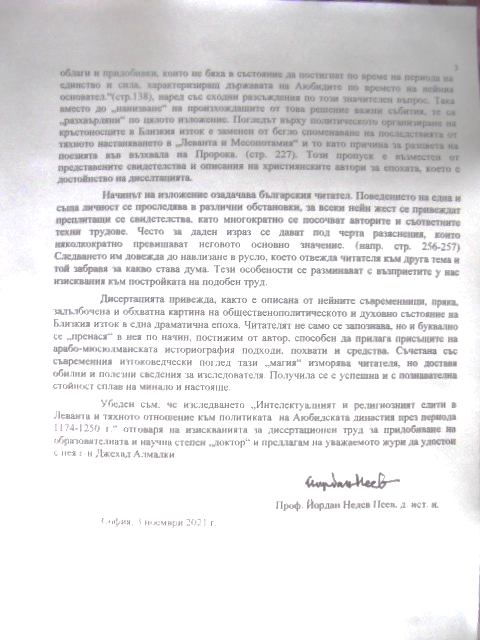 3
облаги и придобивки, които не бяха в състояние да постигнат по време на периода на
единство и сила, характеризиращ държавата на Аюбидите по времето на нейния
основател."(стр.138), наред със сходни разсъждения по този значителен въпрос. Така
вместо до „нанизване" на произхождащите от това решение важни събития, те са
„разхвърляни" по цялото изложение. Погледът върху политическото организиране на
кръстоносците в Близкия изток е заменен от бегло споменаване на последствията от
тяхното настаняването в „Леванта и Месопотамия" и то като причина за разцвета на
поезията във възхвала на Пророка. (стр. 227). Този пропуск е възместен от
представените свидетелства и описания на християнските автори за епохата, което е
достойнство на дисертацията.
Начинът на изложение озадачава българския читател. Поведението на една и
съща личност се проследява в различни обстановки, за всеки нейн жест се привеждат
преплитащи се свидетелства, като многократно се посочват авторите и съответните
техни трудове. Често за даден израз се дават под черта разяснения, които
няколкократно превишават неговото основно значение. (напр. стр. 256-257)
Следването им довежда до навлизане в русло, което отвежда читателя към друга тема и
той забравя за какво става дума. Тези особености се разминават с възприетите у нас
изисквания към постройката на подобен труд.
Дисертацията привежда, както е описана от нейните съвременници, пряка,
задълбочена и обхватна картина на общественополитическото и духовно състояние на
Близкия изток в една драматична епоха. Читателят не само се запознава, но и буквално
се „пренася" в нея по начин, постижим от автор, способен да прилага присъщите на
арабо-мюсюлманската историография подходи, похвати и средства. Съчетана със
съвременния изтоковедски поглед тази „магия" изморява читателя, но доставя
обилни и полезни сведения за изследователя. Получила се е успешна и с познавателна
стойност сплав на минало и настояще.
Убеден съм, че изследването „Интелектуалният и религиозният елити в
Леванта и тяхното отношение към политиката на Аюбидската династия през периода
1174-1250 г." отговаря на изискванията за дисертационен труд за придобиване на
образователната и научна степен „доктор" и предлагам на уважаемото жури да удостои
с нея г-н Джехад Алмалки
Йордан Пеев
Проф. Йордан Недев Пеев, д. ист. н.
София, 3 ноември 2021 г.